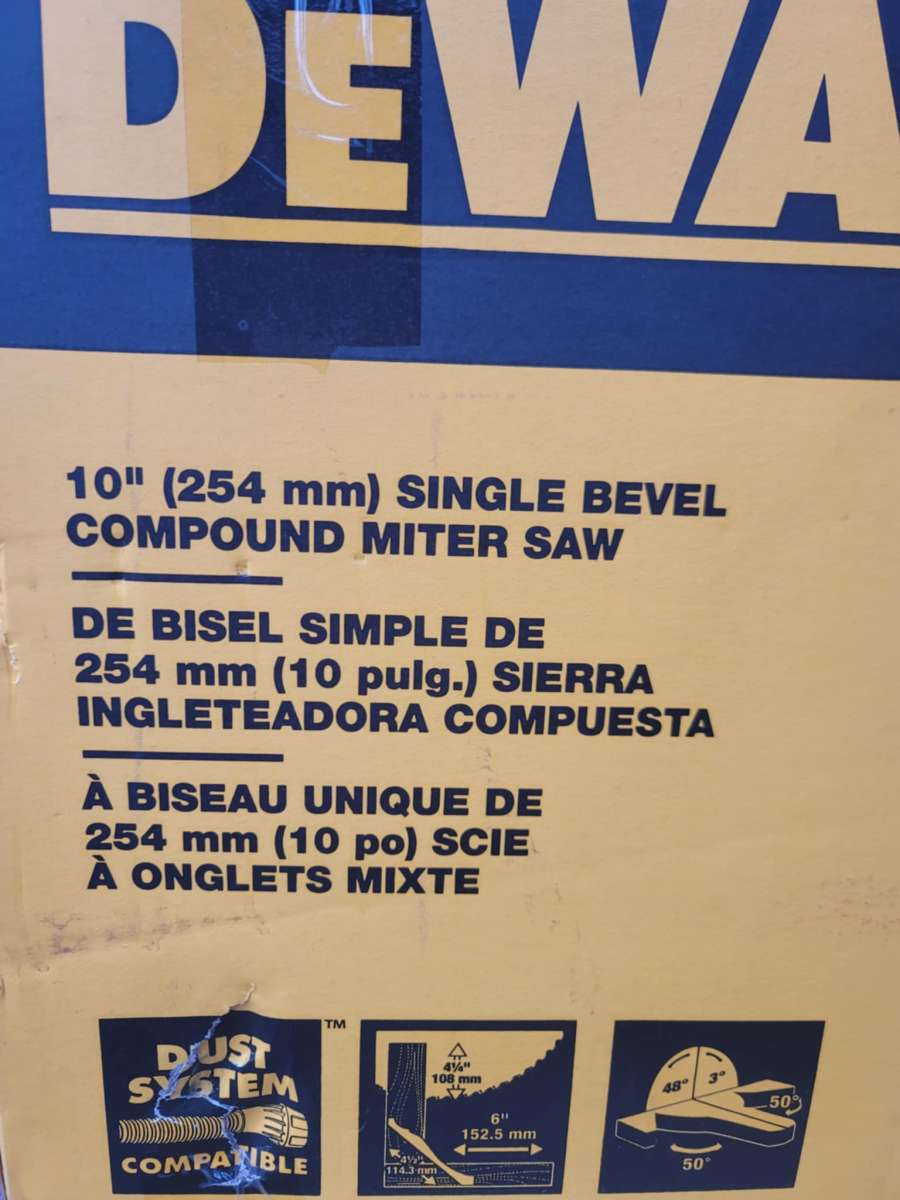 DEWA
10" (254 mm) SINGLE BEVEL
COMPOUND MITER SAW
DE BISEL SIMPLE DE
254 mm (10 pulg.) SIERRA
INGLETEADORA COMPUESTA
À BISEAU UNIQUE DE
254 mm (10 po) SCIE
À ONGLETS MIXTE
DUST
SYSTEM
COMPATIBLE
TM
4¼"
108 mm
6"
152.5 mm
4½"
114.3 mm
48° 3°
50°
50°